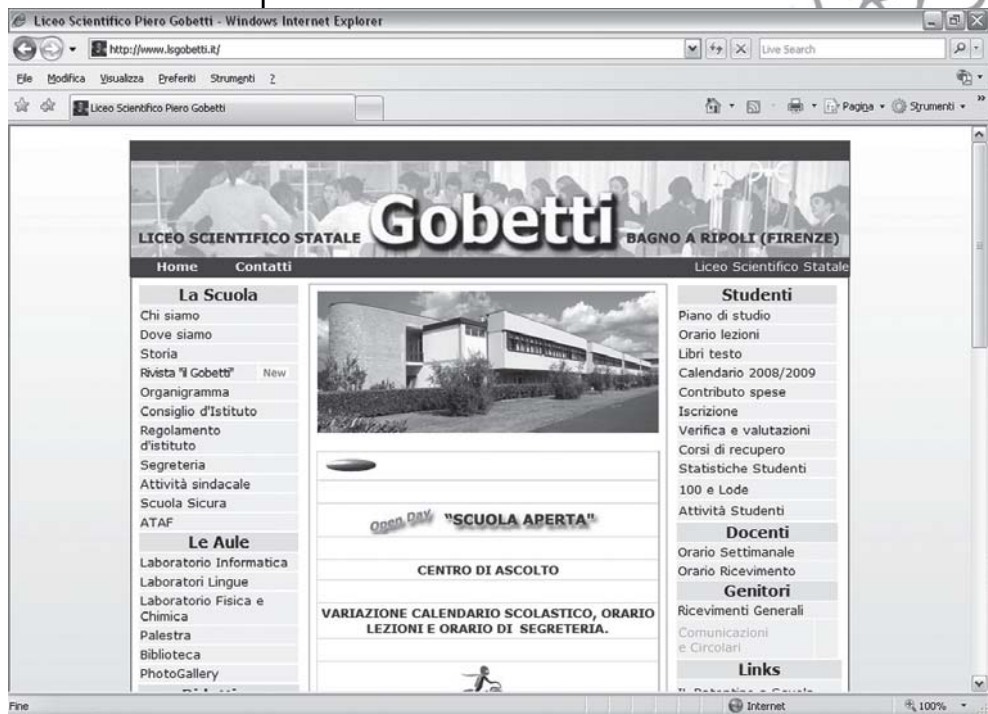 Liceo Scientifico Piero Gobetti - Windows Internet Explorer
http://www.lsgobetti.it/
Live Search
File Modifica Visualizza Preferiti Strumenti ?
Liceo Scientifico Piero Gobetti
Pagina
Strumenti
LICEO SCIENTIFICO STATALE Gobetti BAGNO A RIPOLI (FIRENZE)
Home Contatti
Liceo Scientifico Statale
La Scuola
Chi siamo
Dove siamo
Storia
Rivista "il Gobetti" New
Organigramma
Consiglio d'Istituto
Regolamento
d'istituto
Segreteria
Attività sindacale
Scuola Sicura
ATAF
Le Aule
Laboratorio Informatica
Laboratori Lingue
Laboratorio Fisica e
Chimica
Palestra
Biblioteca
PhotoGallery
Open Day "SCUOLA APERTA"
CENTRO DI ASCOLTO
VARIAZIONE CALENDARIO SCOLASTICO, ORARIO
LEZIONI E ORARIO DI SEGRETERIA.
Studenti
Piano di studio
Orario lezioni
Libri testo
Calendario 2008/2009
Contributo spese
Iscrizione
Verifica e valutazioni
Corsi di recupero
Statistiche Studenti
100 e Lode
Attività Studenti
Docenti
Orario Settimanale
Orario Ricevimento
Genitori
Ricevimenti Generali
Comunicazioni
e Circolari
Links
Fine
Internet
100%